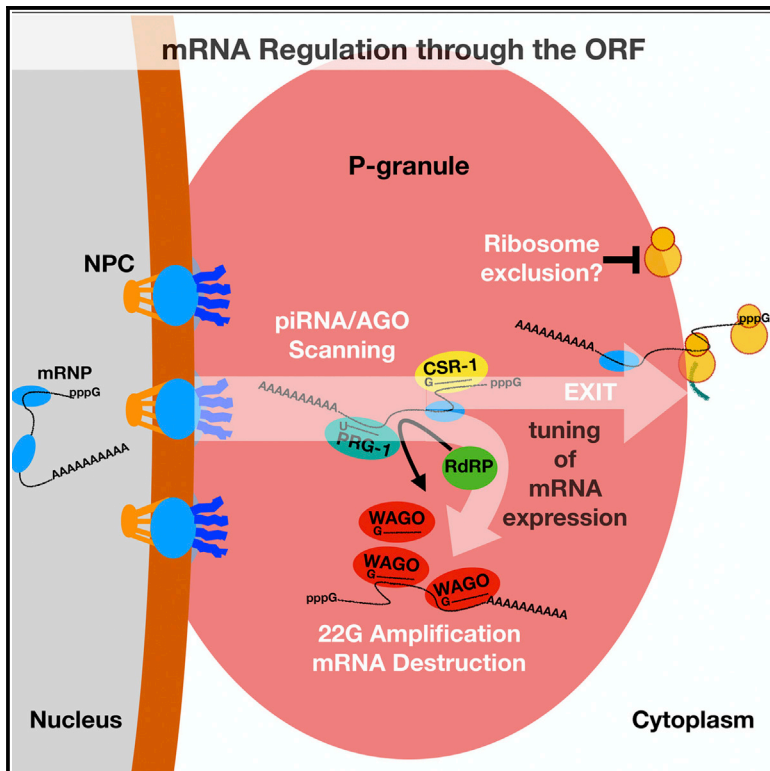 mRNA Regulation through the ORF
P-granule
NPC
Ribosome
exclusion?
pppG
AAAAAAAAAA
piRNA/AGO
Scanning
mRNP
pppG
CSR-1
G
pppG
AAAAAAAAAA
EXIT
U
PRG-1
RdRP
tuning
of
mRNA
expression
AAAAAAAAAA
WAGO
G
WAGO
G
WAGO
G
pppG
AAAAAAAAAA
22G Amplification
mRNA Destruction
Nucleus
Cytoplasm